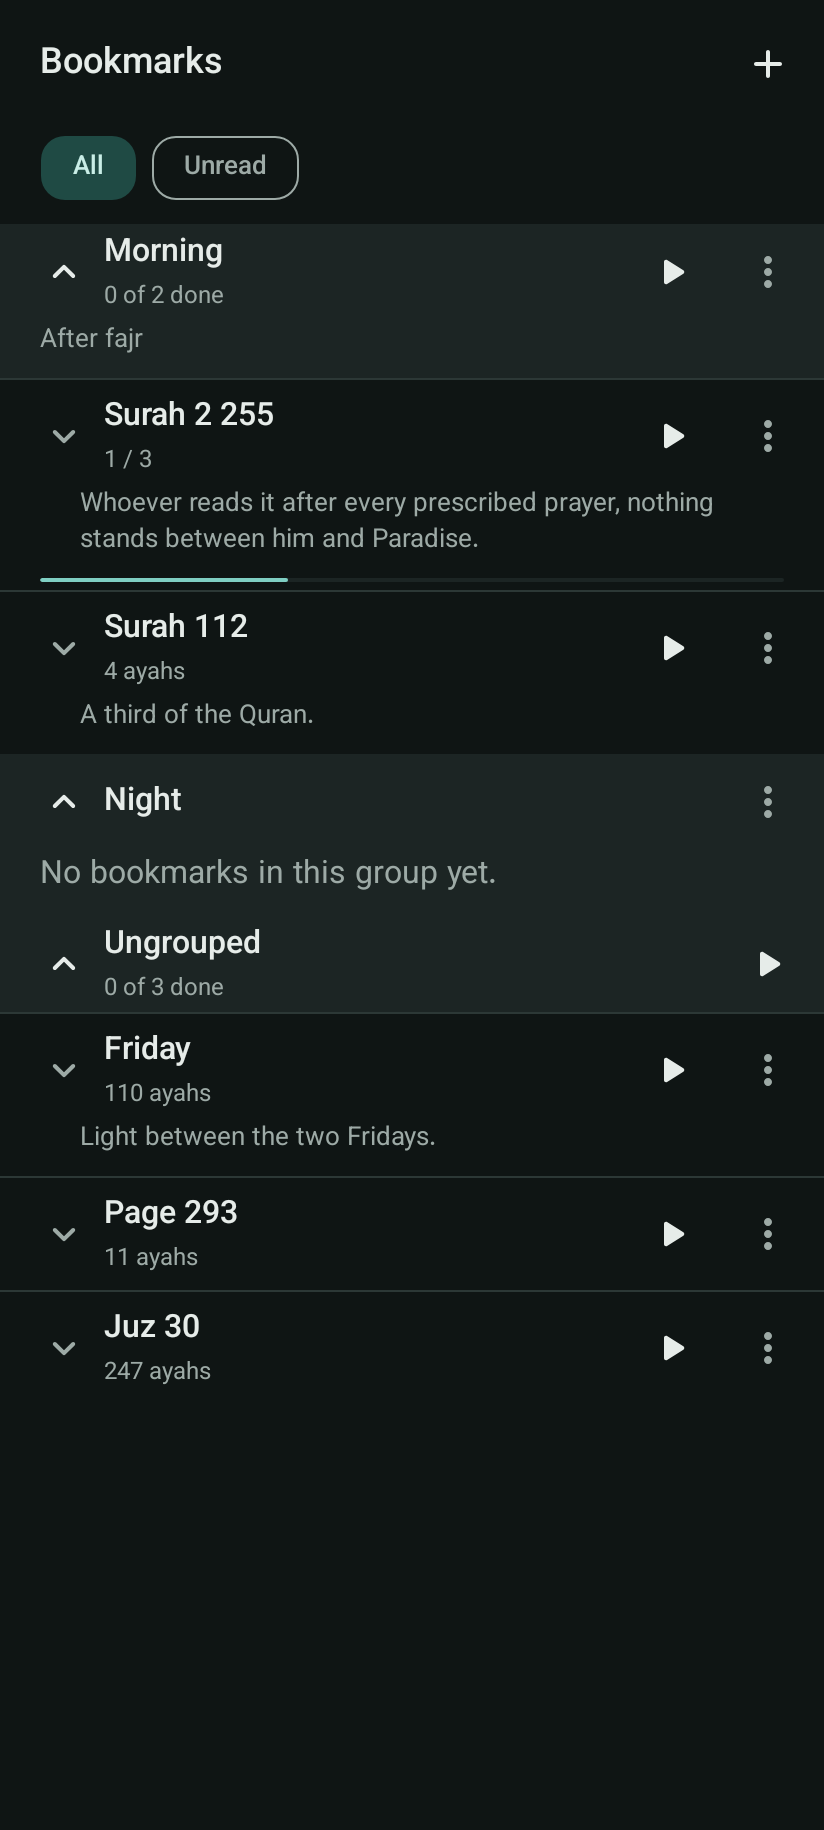 Bookmarks
All
Unread
Morning
0 of 2 done
After fajr
Surah 2 255
1 / 3
Whoever reads it after every prescribed prayer, nothing
stands between him and Paradise.
Surah 112
4 ayahs
A third of the Quran.
Night
No bookmarks in this group yet.
Ungrouped
0 of 3 done
Friday
110 ayahs
Light between the two Fridays.
Page 293
11 ayahs
Juz 30
247 ayahs